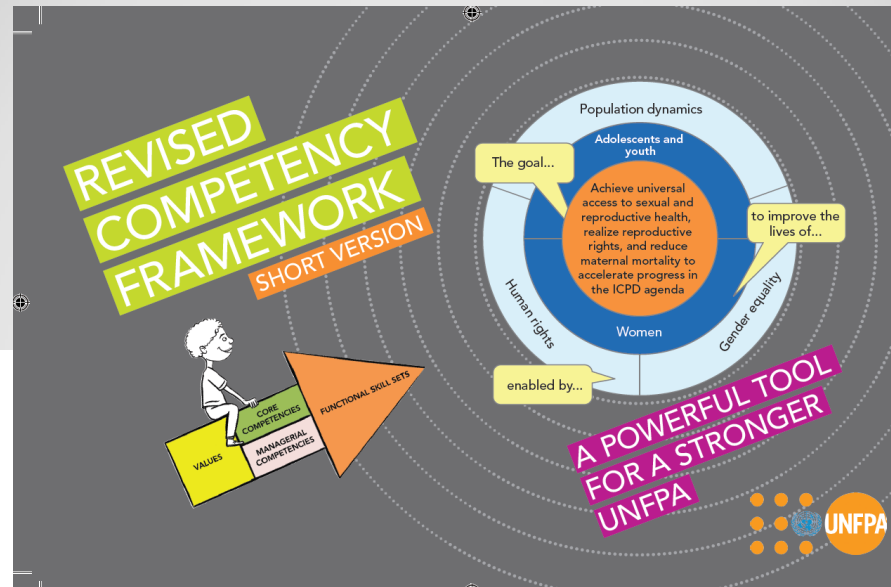 REVISED
COMPETENCY
FRAMEWORK
SHORT VERSION
VALUES
CORE
COMPETENCIES
MANAGERIAL
COMPETENCIES
FUNCTIONAL SKILL SETS
Population dynamics
Adolescents and
youth
The goal...
Achieve universal
access to sexual and
reproductive health,
realize reproductive
rights, and reduce
maternal mortality to
accelerate progress in
the ICPD agenda
to improve the
lives of...
Women
Human rights
Gender equality
enabled by...
A POWERFUL TOOL
FOR A STRONGER
UNFPA
UNFPA